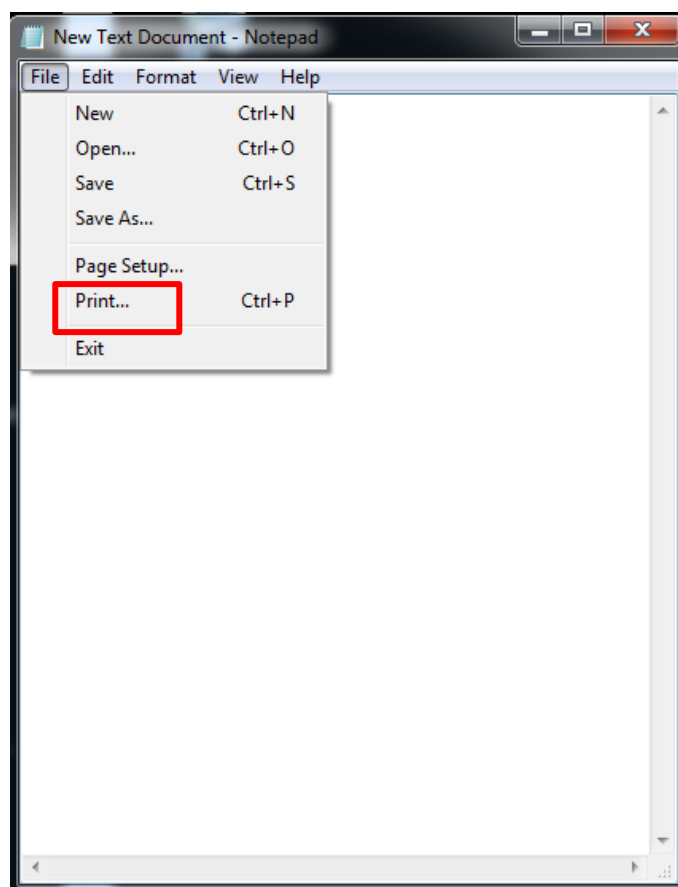 New Text Document - Notepad
File Edit Format View Help
New Ctrl+N
Open... Ctrl+O
Save Ctrl+S
Save As...
Page Setup...
Print... Ctrl+P
Exit